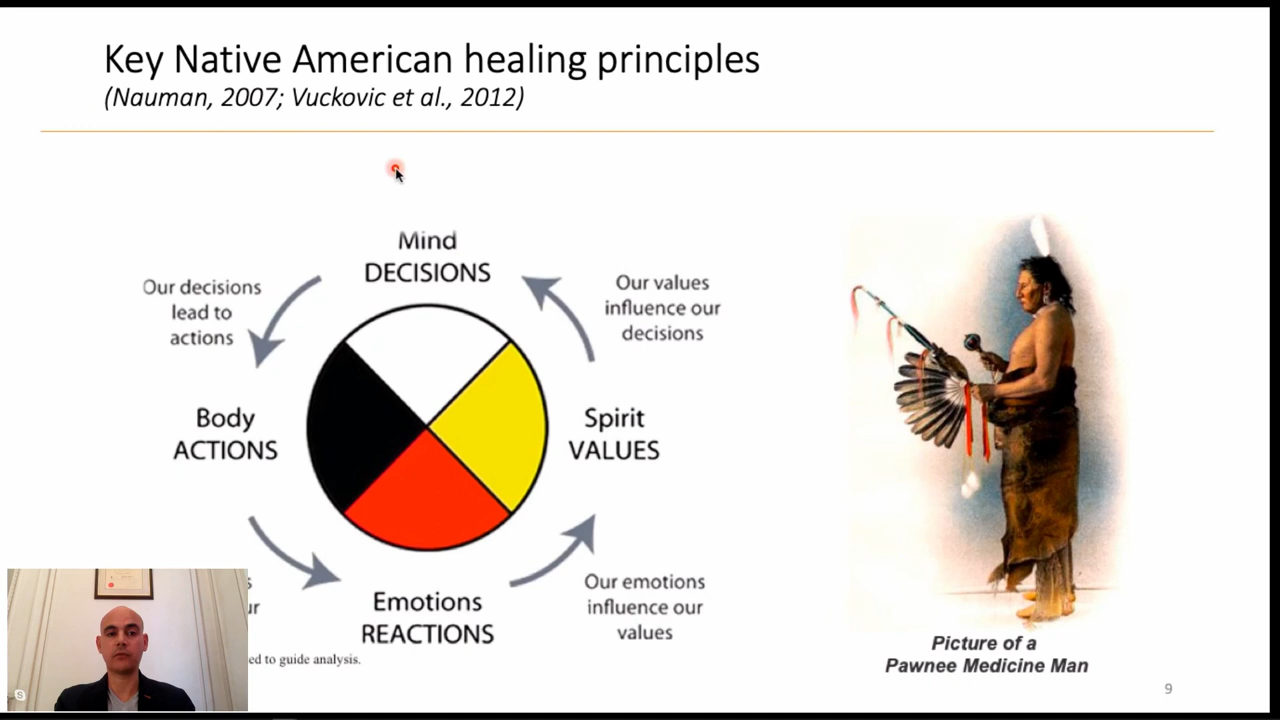 Key Native American healing principles
(Nauman, 2007; Vuckovic et al., 2012)
Mind
DECISIONS
Our decisions
lead to
actions
Our values
influence our
decisions
Body
ACTIONS
Spirit
VALUES
Emotions
REACTIONS
Our emotions
influence our
values
to guide analysis.
Picture of a
Pawnee Medicine Man
9